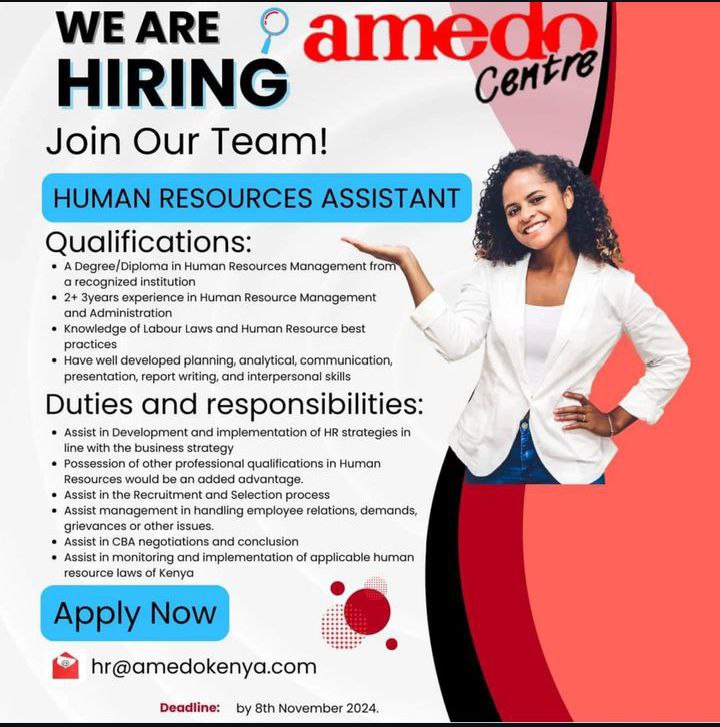 WE ARE
HIRING
amedo
Centre
Join Our Team!
HUMAN RESOURCES ASSISTANT
Qualifications:
• A Degree/Diploma in Human Resources Management from
a recognized institution
• 2+ 3years experience in Human Resource Management
and Administration
• Knowledge of Labour Laws and Human Resource best
practices
• Have well developed planning, analytical, communication,
presentation, report writing, and interpersonal skills
Duties and responsibilities:
• Assist in Development and implementation of HR strategies in
line with the business strategy
• Possession of other professional qualifications in Human
Resources would be an added advantage.
• Assist in the Recruitment and Selection process
• Assist management in handling employee relations, demands,
grievances or other issues.
• Assist in CBA negotiations and conclusion
• Assist in monitoring and implementation of applicable human
resource laws of Kenya
Apply Now
@ hr@amedokenya.com
Deadline: by 8th November 2024.